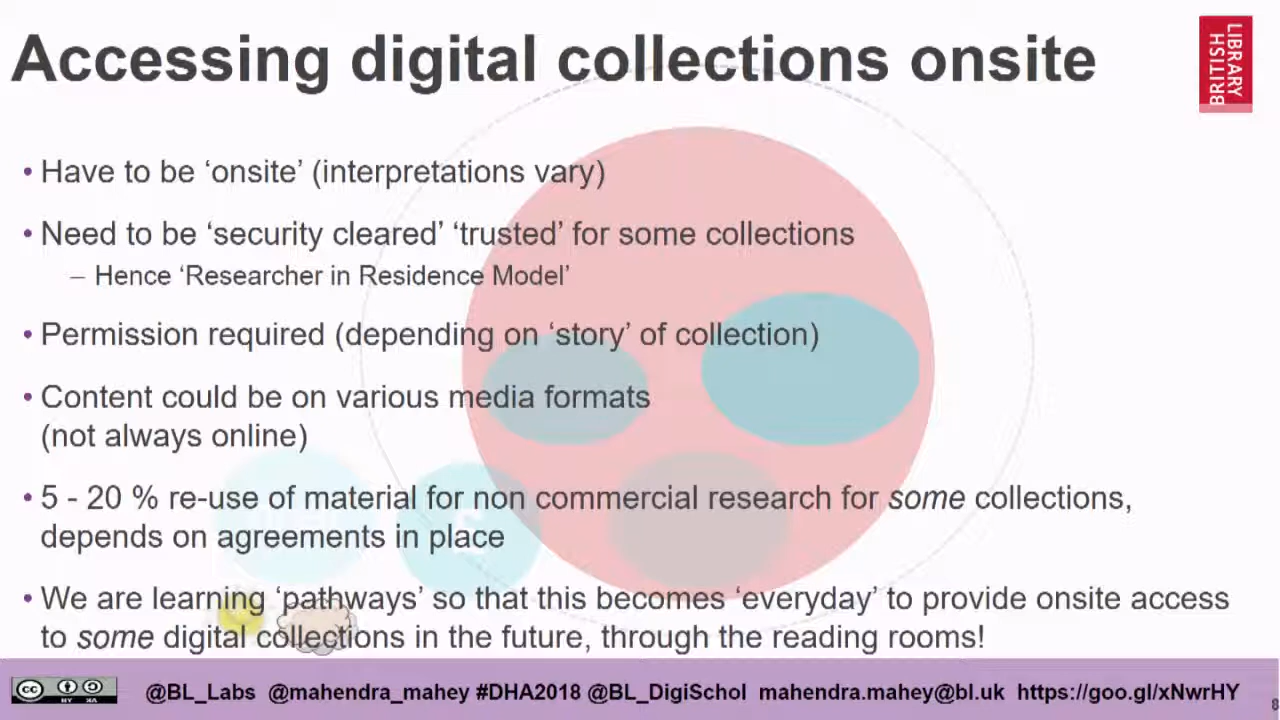 Accessing digital collections onsite
LIBRARY
BRITISH
• Have to be ‘onsite’ (interpretations vary)
• Need to be ‘security cleared’ ‘trusted’ for some collections
– Hence ‘Researcher in Residence Model’
• Permission required (depending on ‘story’ of collection)
• Content could be on various media formats
(not always online)
• 5 - 20 % re-use of material for non commercial research for some collections,
depends on agreements in place
£
• We are learning ‘pathways’ so that this becomes ‘everyday’ to provide onsite access
to some digital collections in the future, through the reading rooms!
cc
@BL_Labs @mahendra_mahey #DHA2018 @BL_DigiSchol mahendra.mahey@bl.uk https://goo.gl/xNwrHY
8